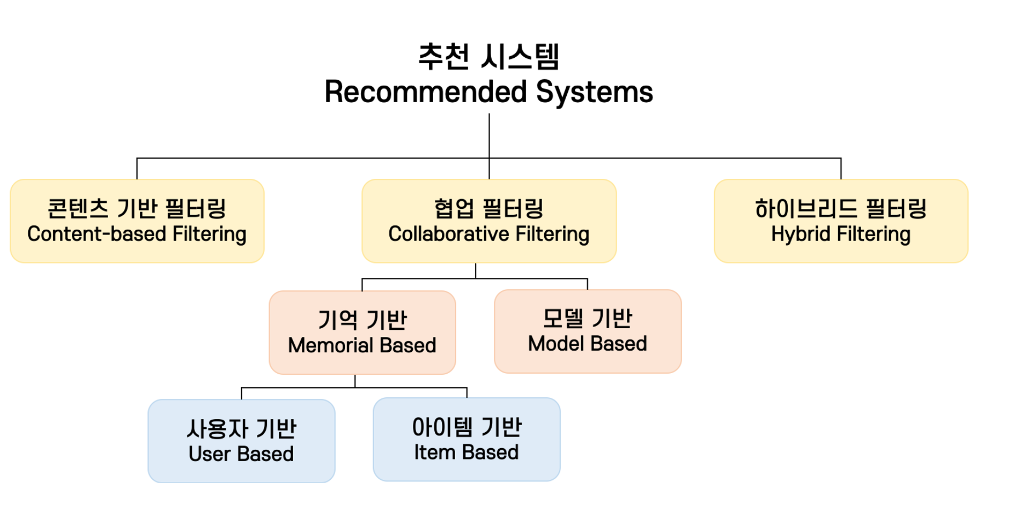 추천 시스템
Recommended Systems
콘텐츠 기반 필터링
Content-based Filtering
협업 필터링
Collaborative Filtering
하이브리드 필터링
Hybrid Filtering
기억 기반
Memorial Based
모델 기반
Model Based
사용자 기반
User Based
아이템 기반
Item Based